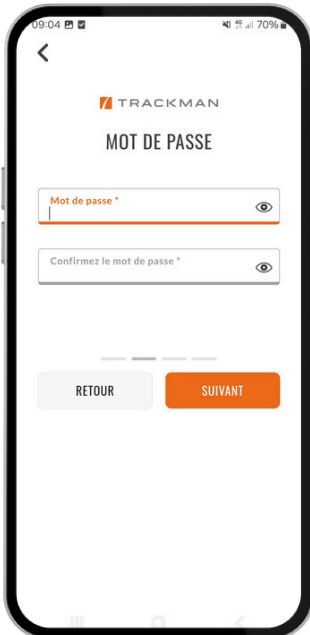 09:04 70%
TRACKMAN
MOT DE PASSE
Mot de passe *
Confirmez le mot de passe *
RETOUR SUIVANT